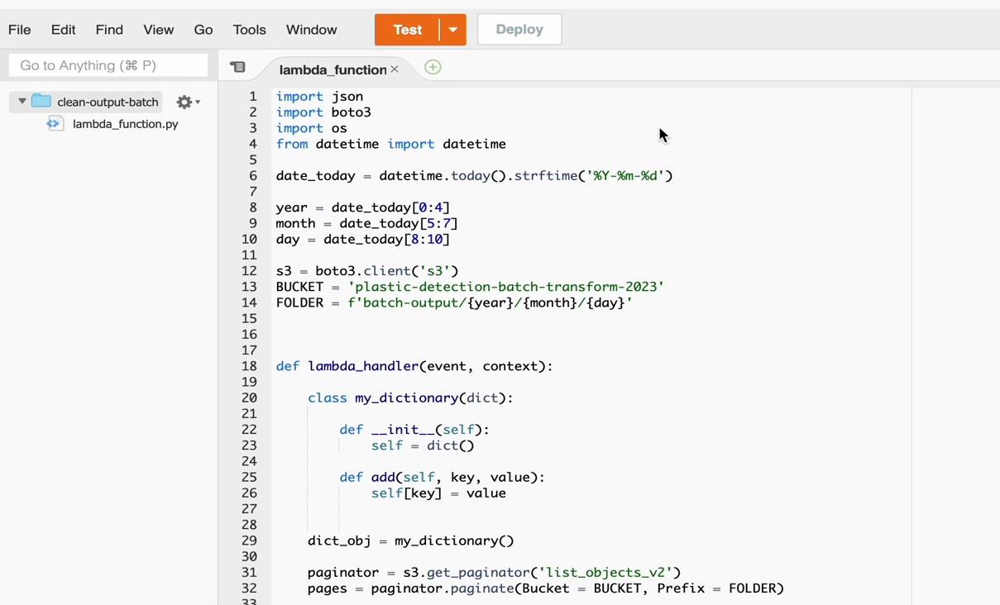 File Edit Find View Go Tools Window Test Deploy
Go to Anything (⌘ P) lambda_function × +
clean-output-batch
lambda_function.py
1 import json
2 import boto3
3 import os
4 from datetime import datetime
5
6 date_today = datetime.today().strftime('%Y-%m-%d')
7
8 year = date_today[0:4]
9 month = date_today[5:7]
10 day = date_today[8:10]
11
12 s3 = boto3.client('s3')
13 BUCKET = 'plastic-detection-batch-transform-2023'
14 FOLDER = f'batch-output/{year}/{month}/{day}'
15
16
17
18 def lambda_handler(event, context):
19
20     class my_dictionary(dict):
21
22         def __init__(self):
23             self = dict()
24
25         def add(self, key, value):
26             self[key] = value
27
28
29     dict_obj = my_dictionary()
30
31     paginator = s3.get_paginator('list_objects_v2')
32     pages = paginator.paginate(Bucket = BUCKET, Prefix = FOLDER)
33